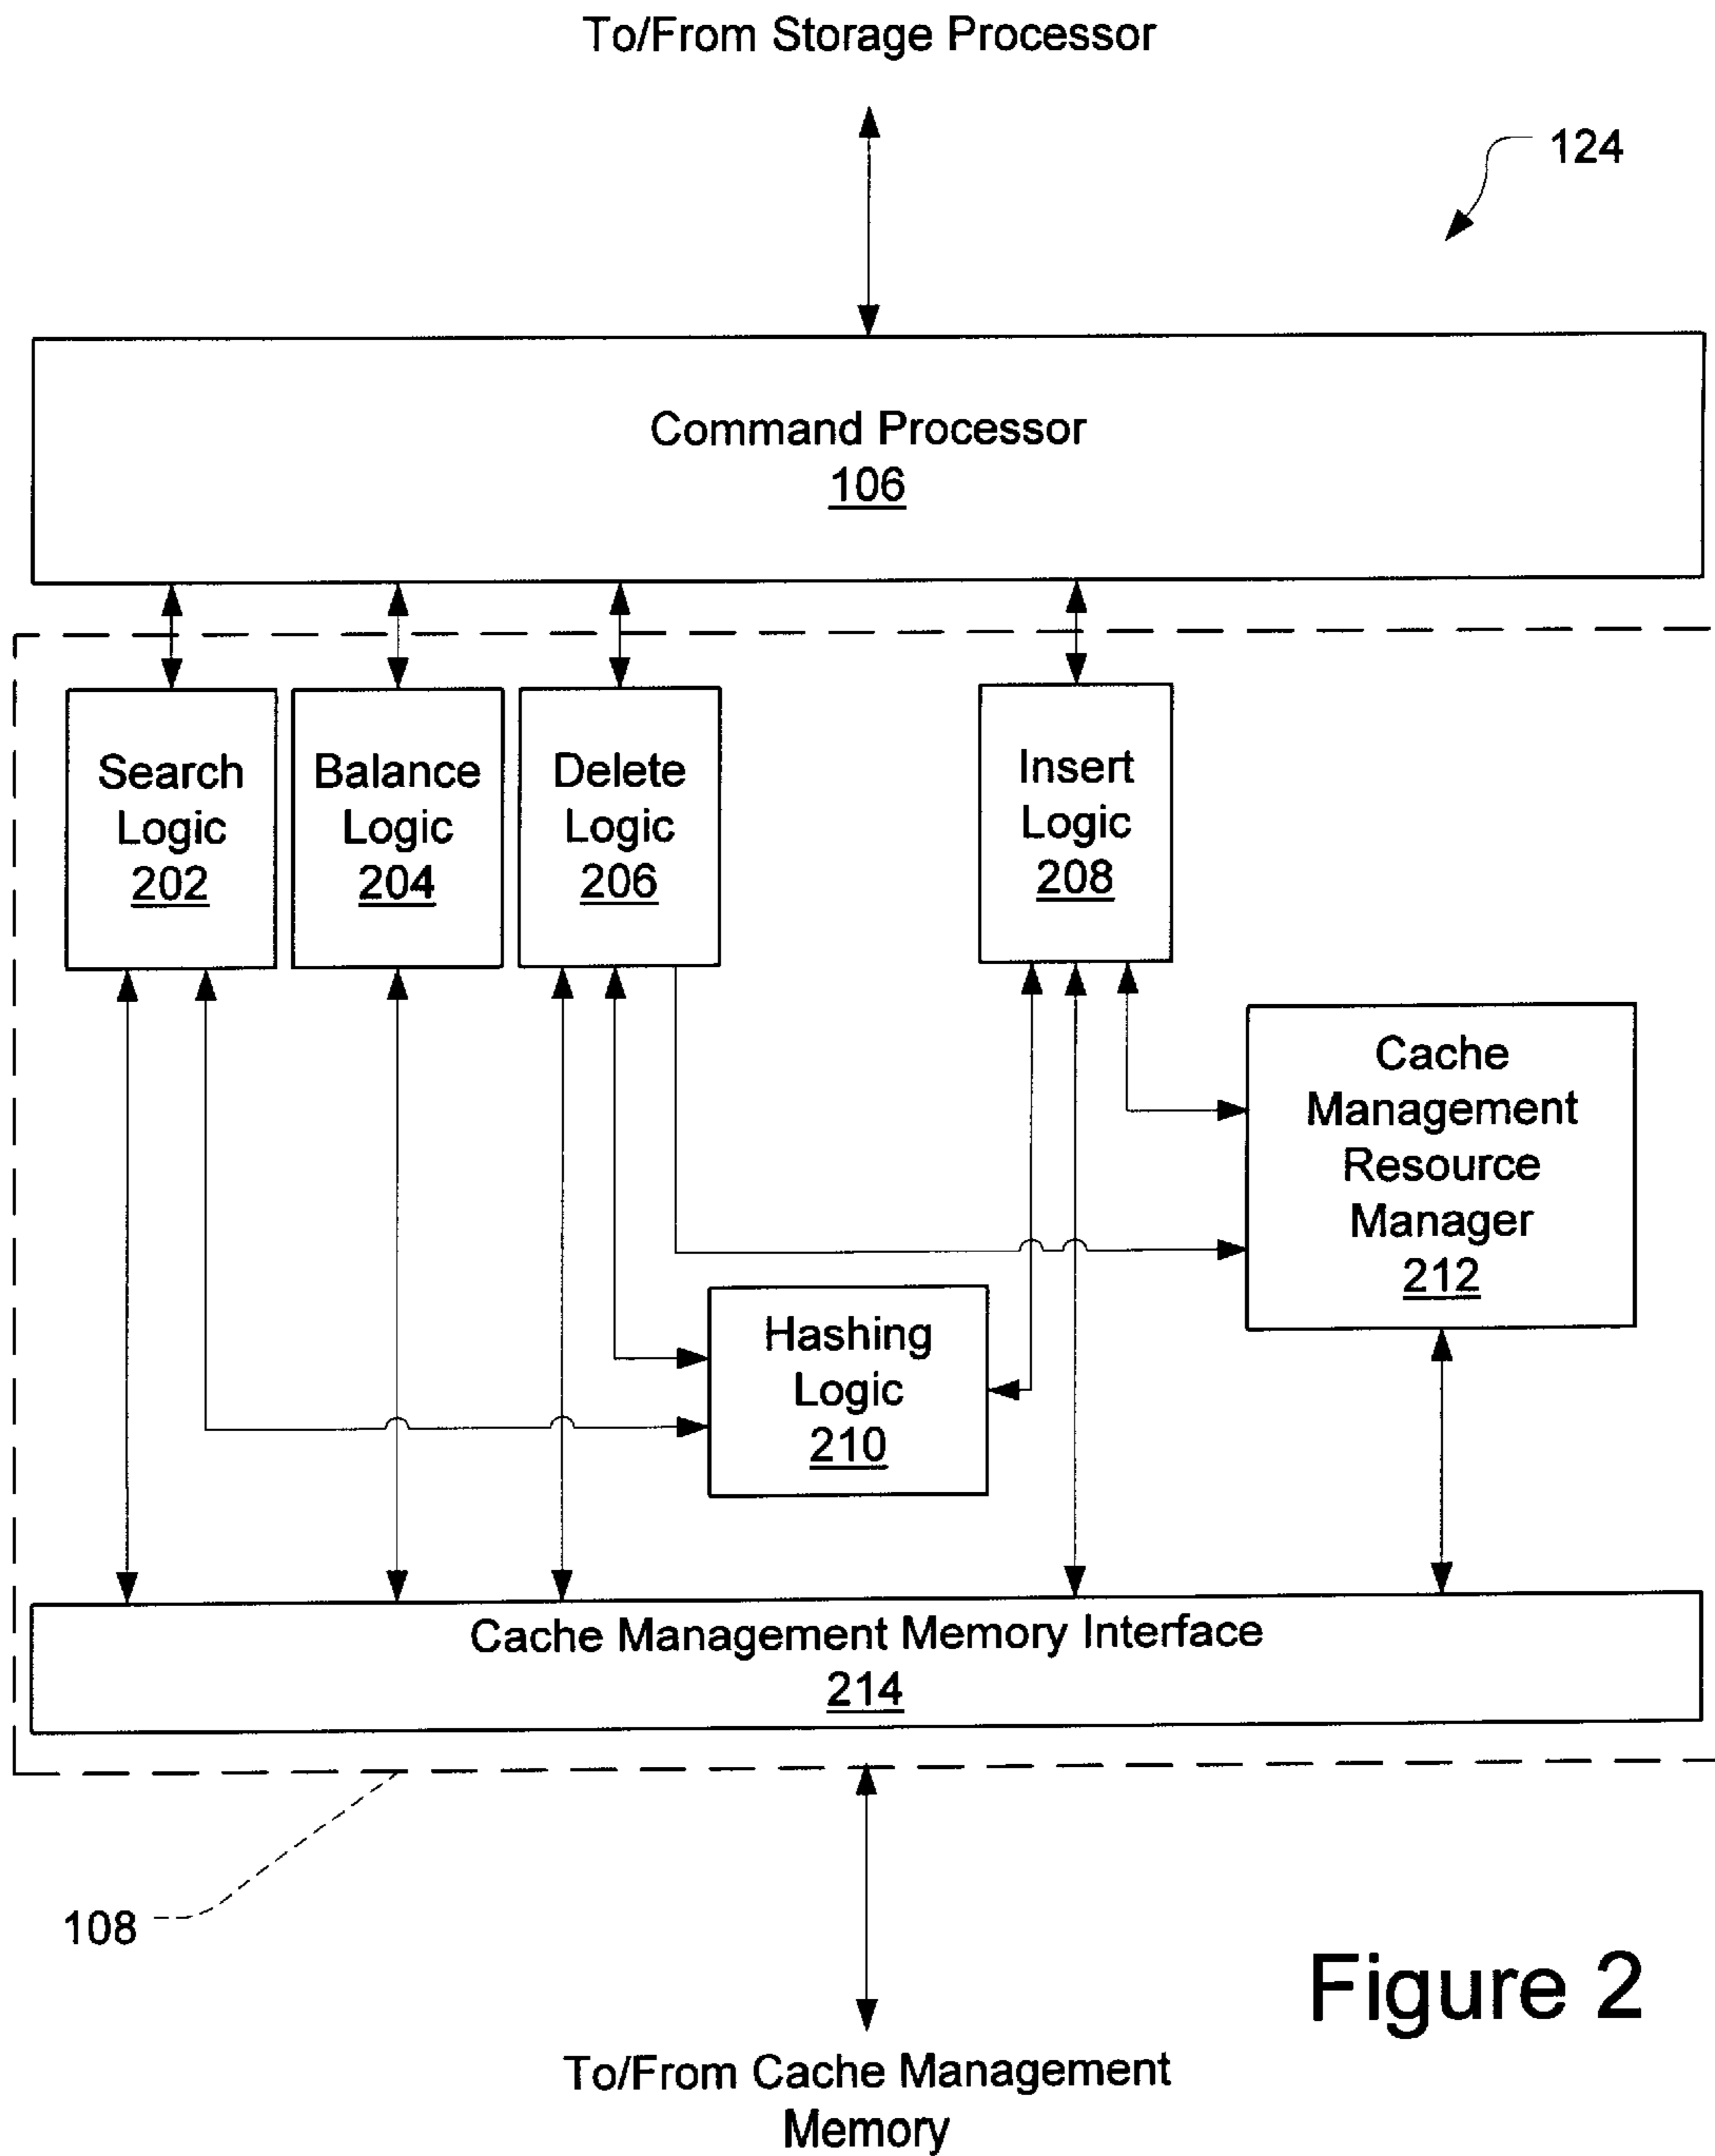 To/From Storage Processor
124
Command Processor
106
Search
Logic
202
Balance
Logic
204
Delete
Logic
206
Insert
Logic
208
Cache
Management
Resource
Manager
212
Hashing
Logic
210
Cache Management Memory Interface
214
108
Figure 2
To/From Cache Management
Memory